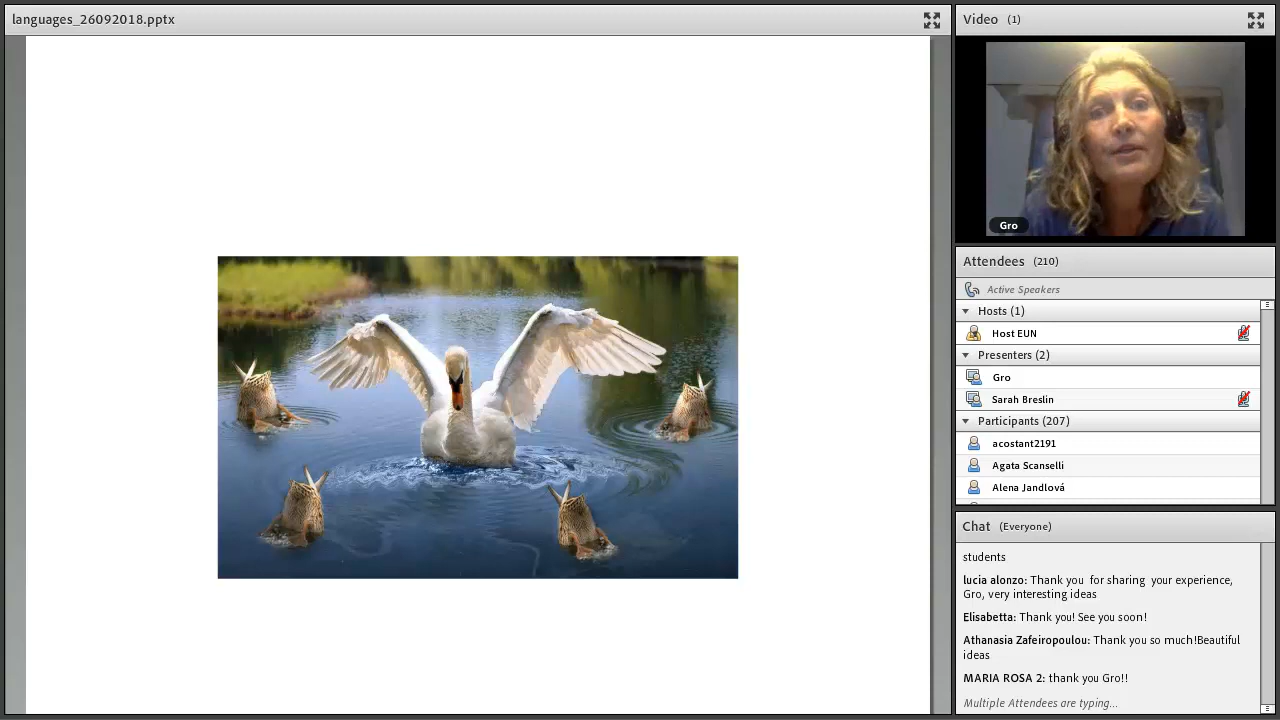 languages_26092018.pptx
Video (1)
Gro
Attendees (210)
Active Speakers
Hosts (1)
Host EUN
Presenters (2)
Gro
Sarah Breslin
Participants (207)
acostant2191
Agata Scanselli
Alena Jandlová
Chat (Everyone)
students
lucia alonzo: Thank you for sharing your experience,
Gro, very interesting ideas
Elisabetta: Thank you! See you soon!
Athanasia Zafeiropoulou: Thank you so much!Beautiful
ideas
MARIA ROSA 2: thank you Gro!!
Multiple Attendees are typing...